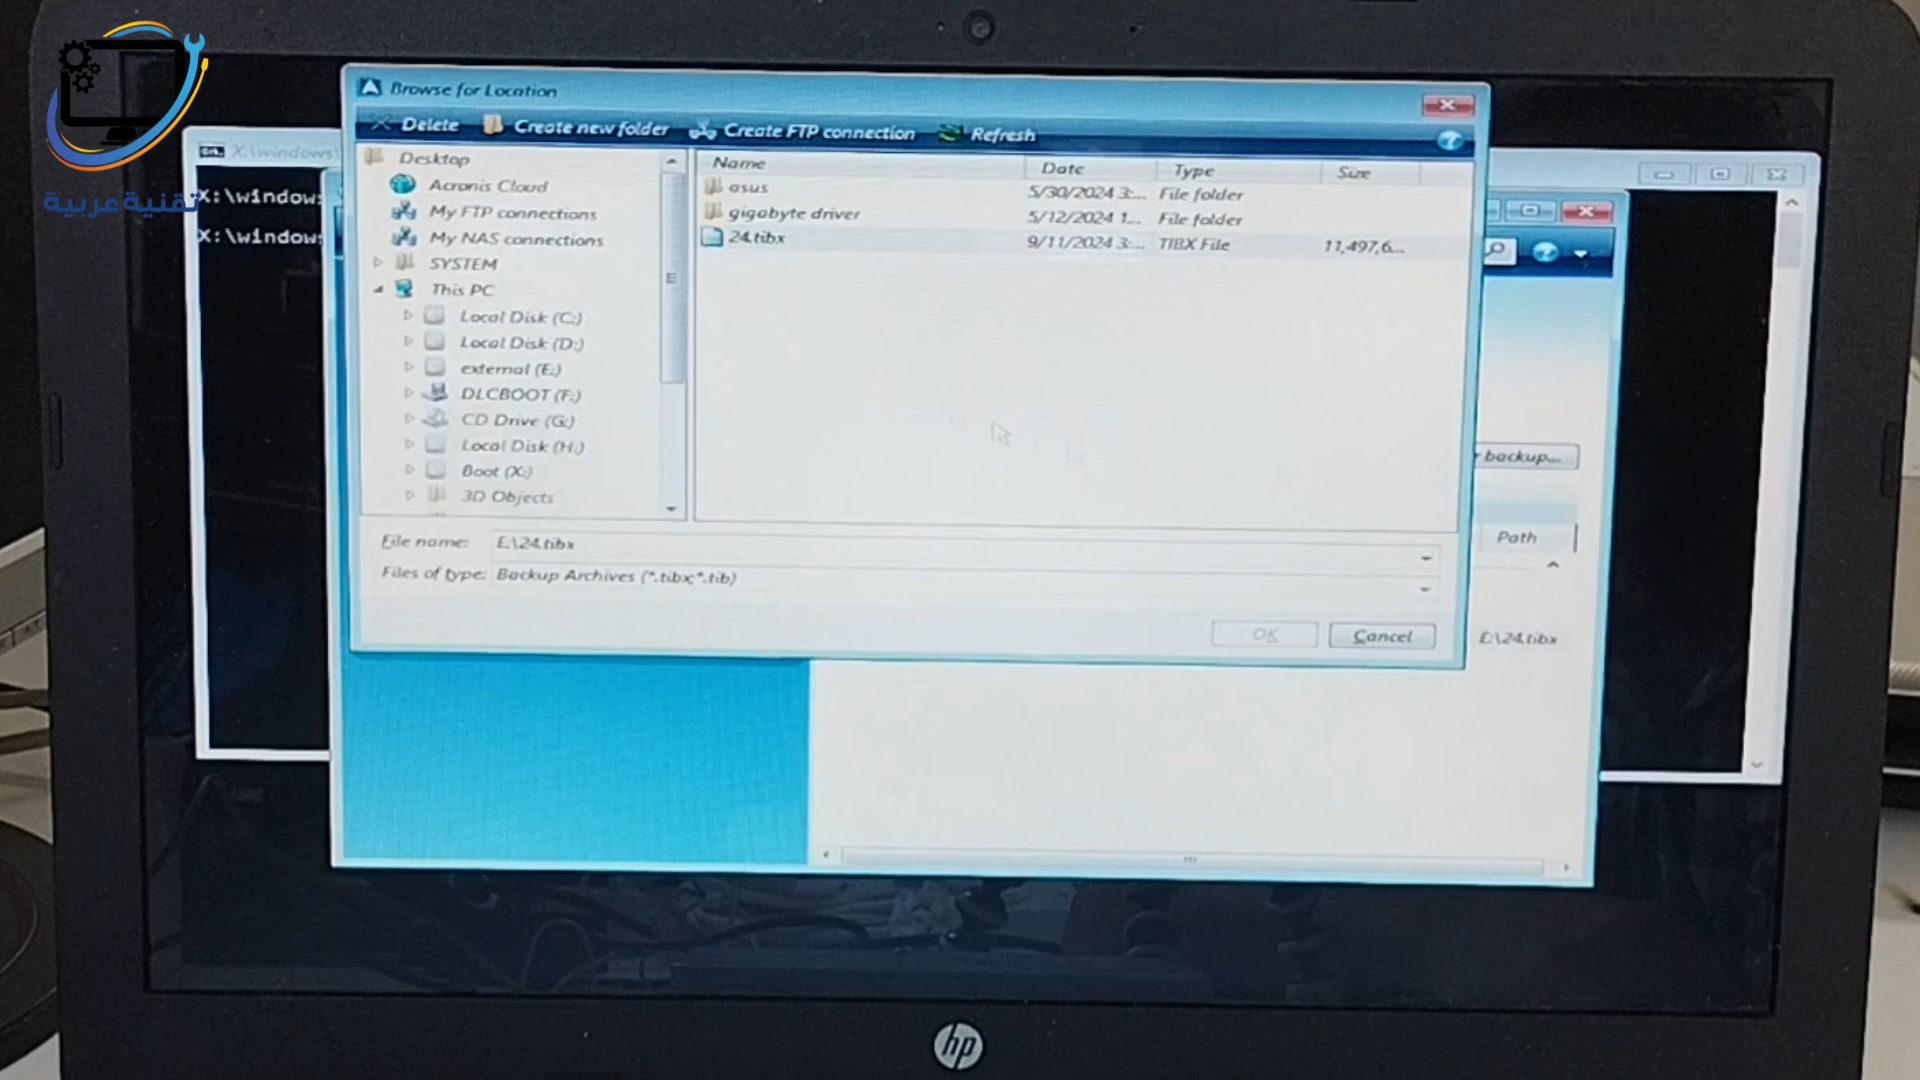 تقنية عربية
Browse for Location
Delete Create new folder Create FTP connection Refresh
X:\windows
X:\windows
X:\windows
Desktop
Acronis Cloud
My FTP connections
My NAS connections
SYSTEM
This PC
Local Disk (C:)
Local Disk (D:)
external (E:)
DLCBOOT (F:)
CD Drive (G:)
Local Disk (H:)
Boot (X:)
3D Objects
Name Date Type Size
asus 5/30/2024 3:... File folder
gigabyte driver 5/12/2024 1... File folder
24.tibx 9/11/2024 3:... TIBX File 11,497,6...
File name: E:\24.tibx
Files of type: Backup Archives (*.tibx;*.tib)
OK Cancel
backup...
Path
E:\24.tibx
hp